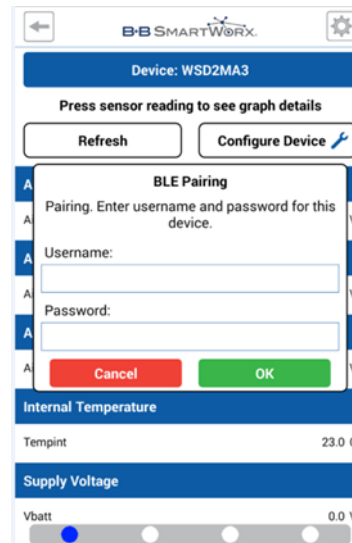 B+B SMARTWORX.
Device: WSD2MA3
Press sensor reading to see graph details
Refresh
Configure Device
BLE Pairing
Pairing. Enter username and password for this
device.
Username:
Password:
Cancel
OK
Internal Temperature
Tempint 23.0
Supply Voltage
Vbatt 0.0